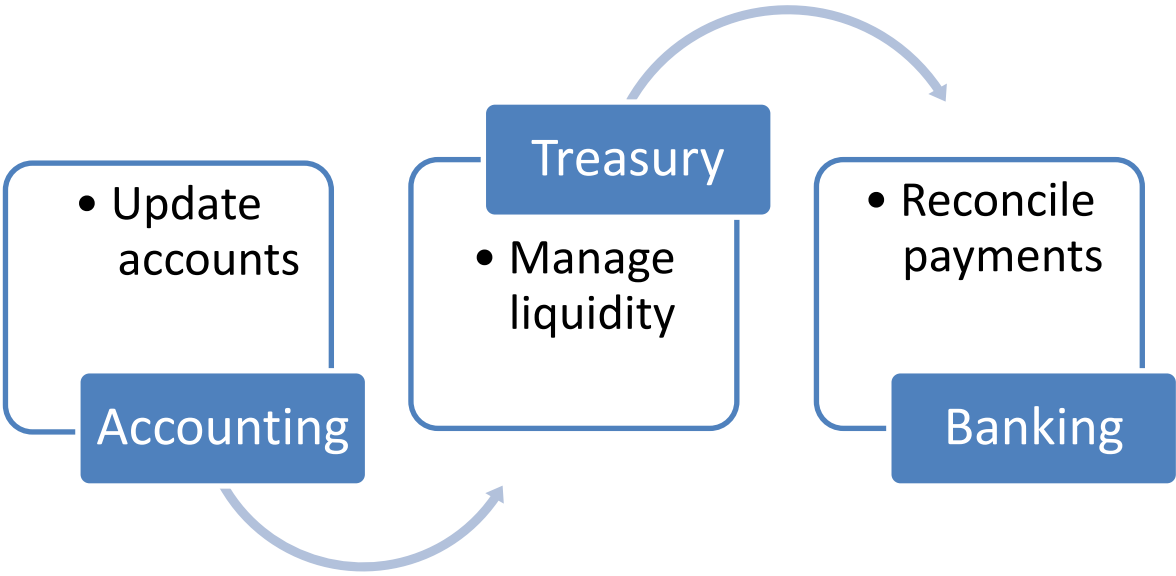 • Update
accounts
Accounting
Treasury
• Manage
liquidity
• Reconcile
payments
Banking